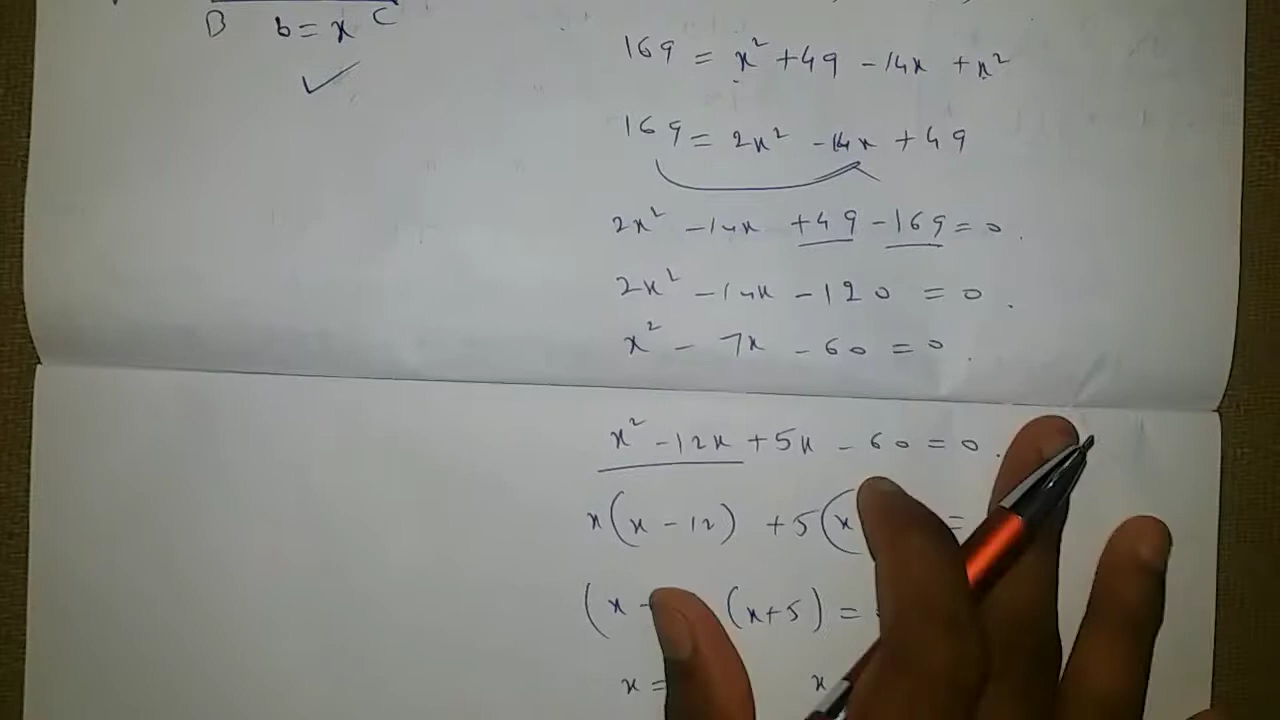 B b = x C
169 = x² + 49 - 14x + x²
169 = 2x² - 14x + 49
2x² - 14x + 49 - 169 = 0.
2x² - 14x - 120 = 0.
x² - 7x - 60 = 0.
x² - 12x + 5x - 60 = 0.
x(x - 12) + 5(x =
(x - (x+5) =
x = x